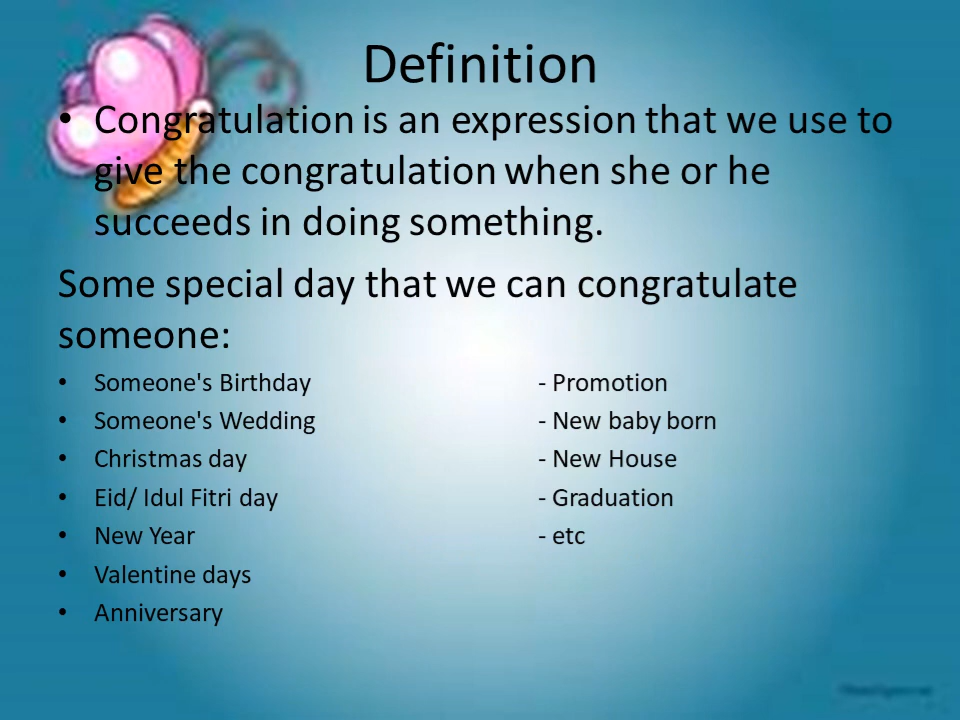 Definition
• Congratulation is an expression that we use to
give the congratulation when she or he
succeeds in doing something.
Some special day that we can congratulate
someone:
• Someone's Birthday - Promotion
• Someone's Wedding - New baby born
• Christmas day - New House
• Eid/ Idul Fitri day - Graduation
• New Year - etc
• Valentine days
• Anniversary